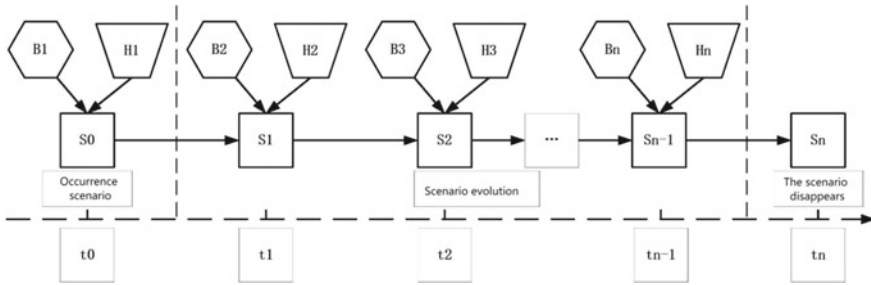 B1 H1 B2 H2 B3 H3 Bn Hn
S0 S1 S2 ... Sn-1 Sn
Occurrence
scenario
Scenario evolution
The scenario
disappears
t0 t1 t2 tn-1 tn